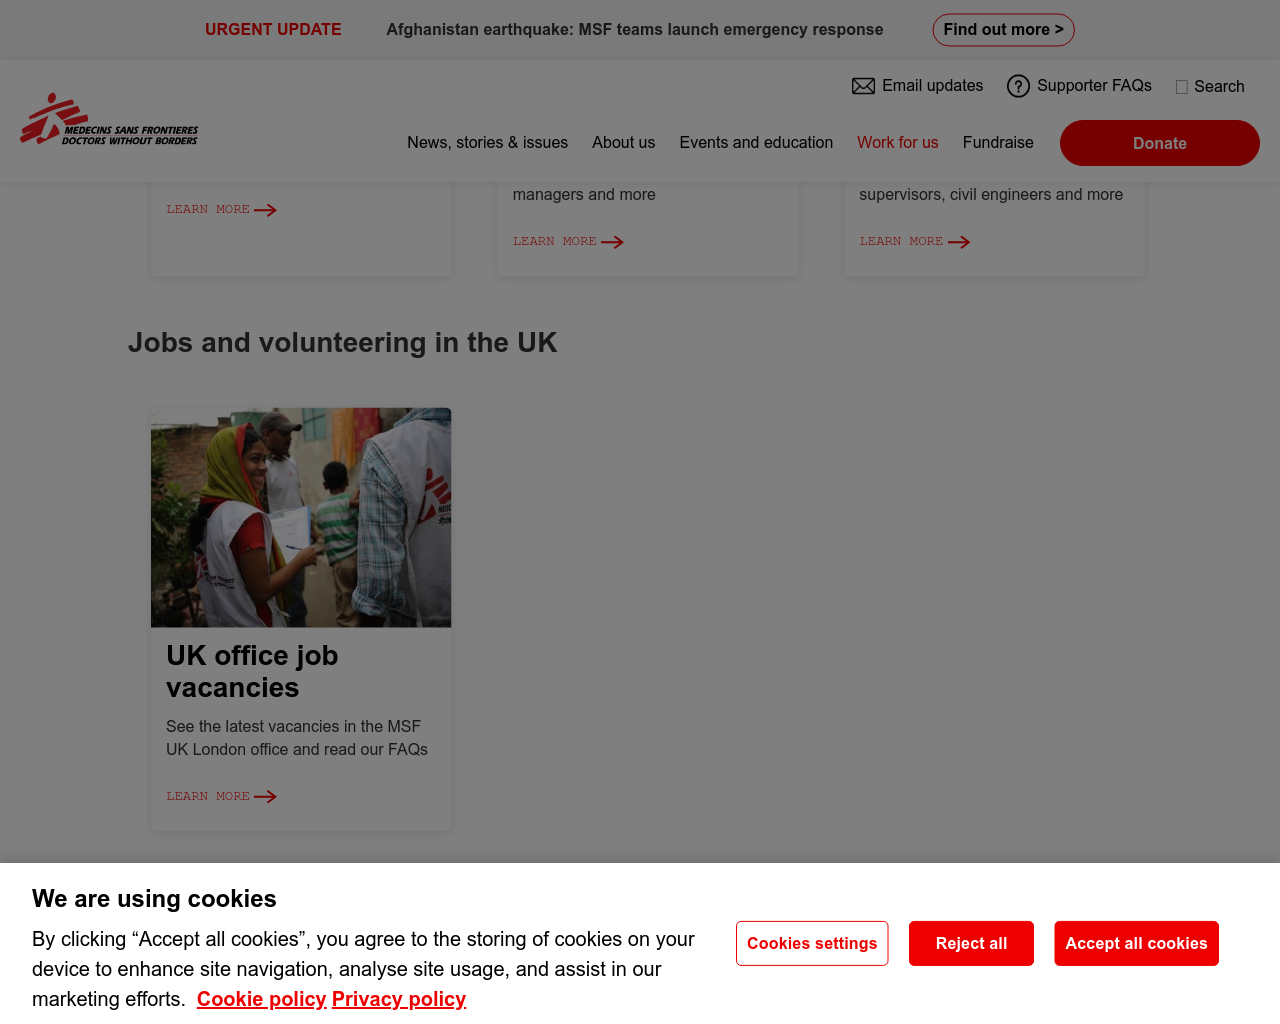 URGENT UPDATE
Afghanistan earthquake: MSF teams launch emergency response
Find out more >
Email updates
Supporter FAQs
Search
MEDECINS SANS FRONTIERES
DOCTORS WITHOUT BORDERS
News, stories & issues
About us
Events and education
Work for us
Fundraise
Donate
LEARN MORE
managers and more
LEARN MORE
supervisors, civil engineers and more
LEARN MORE
Jobs and volunteering in the UK
UK office job
vacancies
See the latest vacancies in the MSF
UK London office and read our FAQs
LEARN MORE
We are using cookies
By clicking “Accept all cookies”, you agree to the storing of cookies on your
device to enhance site navigation, analyse site usage, and assist in our
marketing efforts. Cookie policy Privacy policy
Cookies settings
Reject all
Accept all cookies